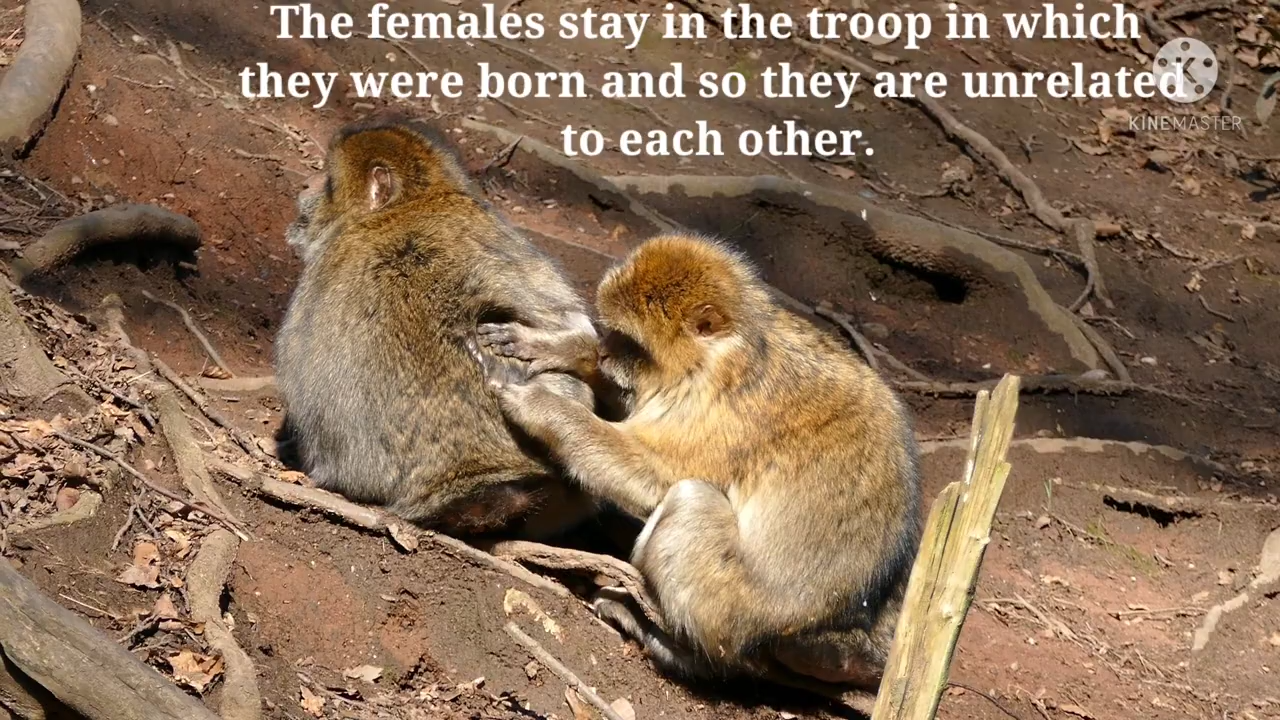 The females stay in the troop in which
they were born and so they are unrelated
to each other.
K
KINEMASTER